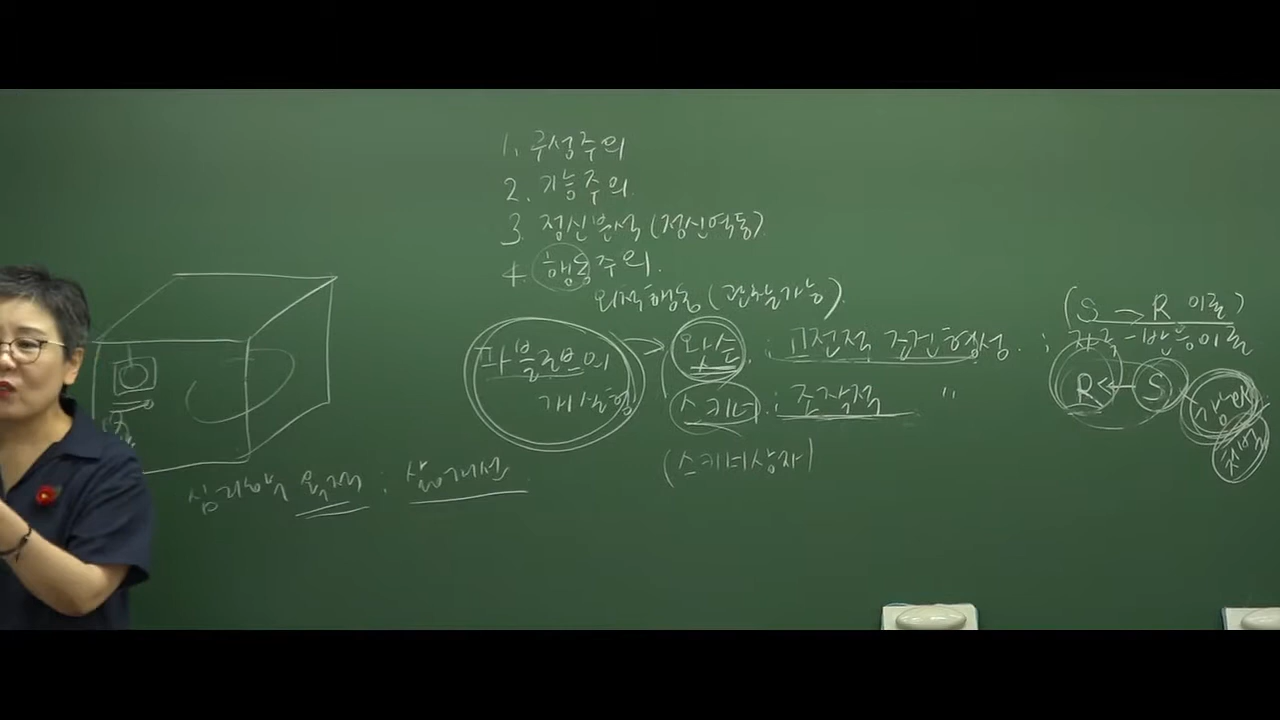 1. 구성주의
2. 기능주의
3. 정신분석 (정신역동)
4. 행동주의
외적행동 (관찰가능).
파블로브의 개실험
왓슨 ; 고전적 조건형성 .
스키너 ; 조작적 〃
(스키너상자)
(S → R 이론)
; 자극-반응이론
R ← S 강화
처벌
심리학 목적 ; 삶개선